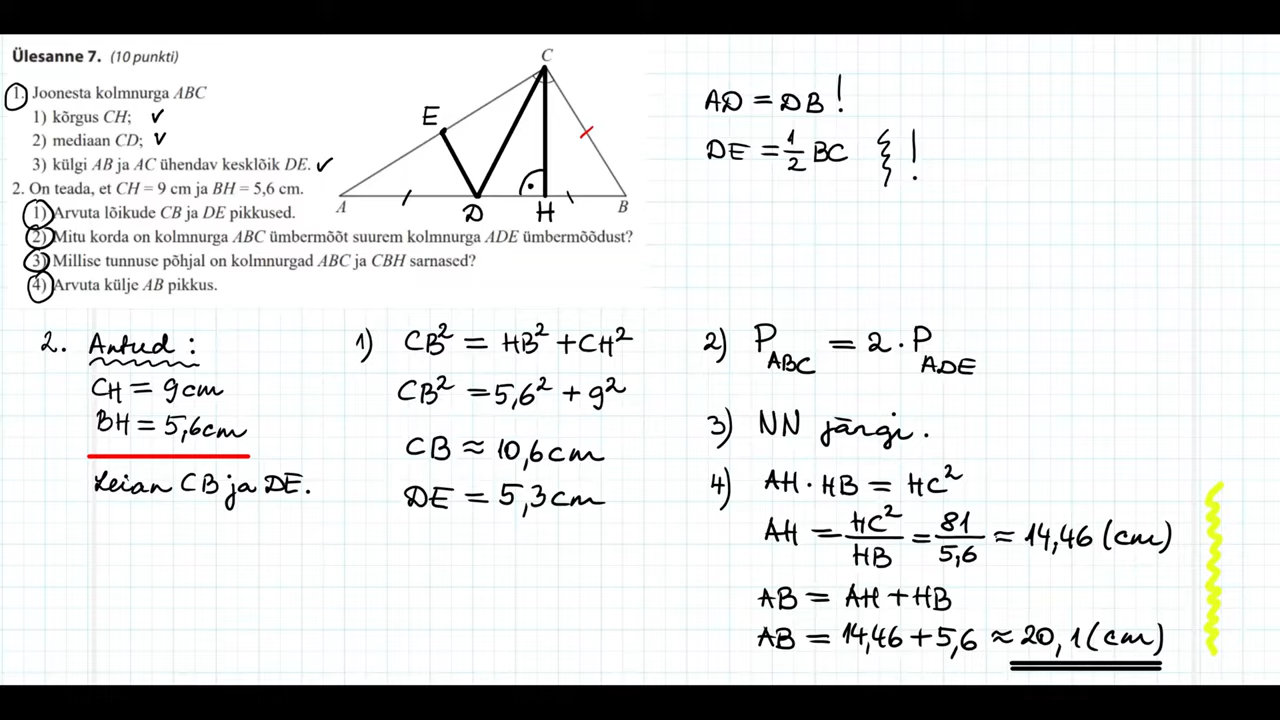 Ülesanne 7. (10 punkti)
1. Joonesta kolmnurga ABC
1) kõrgus CH; ✓
2) mediaan CD; ✓
3) külgi AB ja AC ühendav kesklõik DE. ✓
2. On teada, et CH = 9 cm ja BH = 5,6 cm.
1) Arvuta lõikude CB ja DE pikkused.
2) Mitu korda on kolmnurga ABC ümbermõõt suurem kolmnurga ADE ümbermõõdust?
3) Millise tunnuse põhjal on kolmnurgad ABC ja CBH sarnased?
4) Arvuta külje AB pikkus.
C
E
A
D
H
B
AD = DB !
DE = 1/2 BC !
2. Antud:
CH = 9cm
BH = 5,6cm
Leian CB ja DE.
1) CB² = HB² + CH²
CB² = 5,6² + 9²
CB ≈ 10,6cm
DE = 5,3cm
2) P_ABC = 2 · P_ADE
3) NN järgi.
4) AH · HB = HC²
AH = HC²/HB = 81/5,6 ≈ 14,46 (cm)
AB = AH + HB
AB = 14,46 + 5,6 ≈ 20,1 (cm)